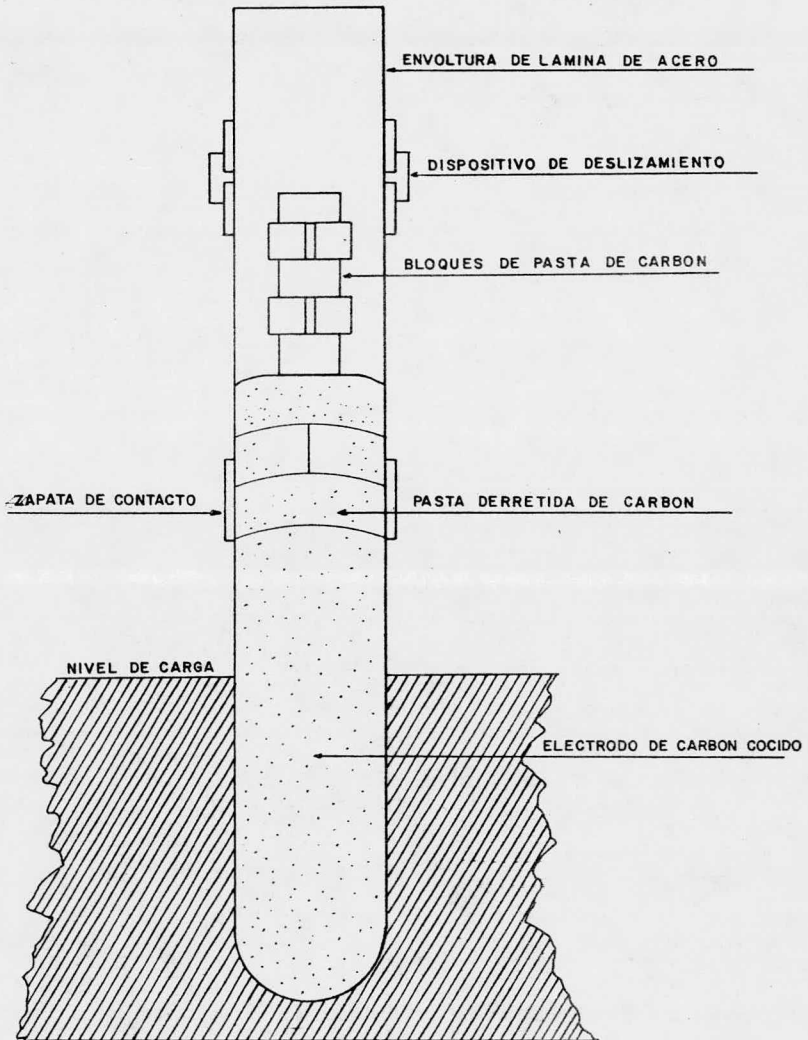 ENVOLTURA DE LAMINA DE ACERO
DISPOSITIVO DE DESLIZAMIENTO
BLOQUES DE PASTA DE CARBON
ZAPATA DE CONTACTO
PASTA DERRETIDA DE CARBON
NIVEL DE CARGA
ELECTRODO DE CARBON COCIDO